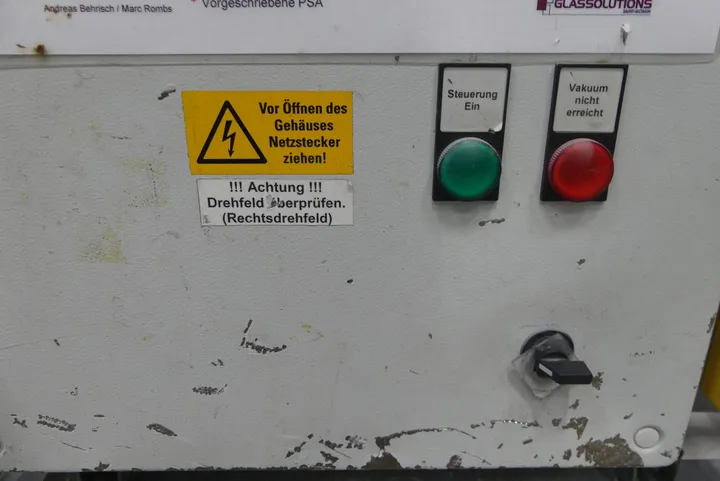 Andreas Behrisch / Marc Rombs
Vorgeschriebene PSA
GLASSOLUTIONS
Vor Öffnen des
Gehäuses
Netzstecker
ziehen!
!!! Achtung !!!
Drehfeld überprüfen.
(Rechtsdrehfeld)
Steuerung
Ein
Vakuum
nicht
erreicht